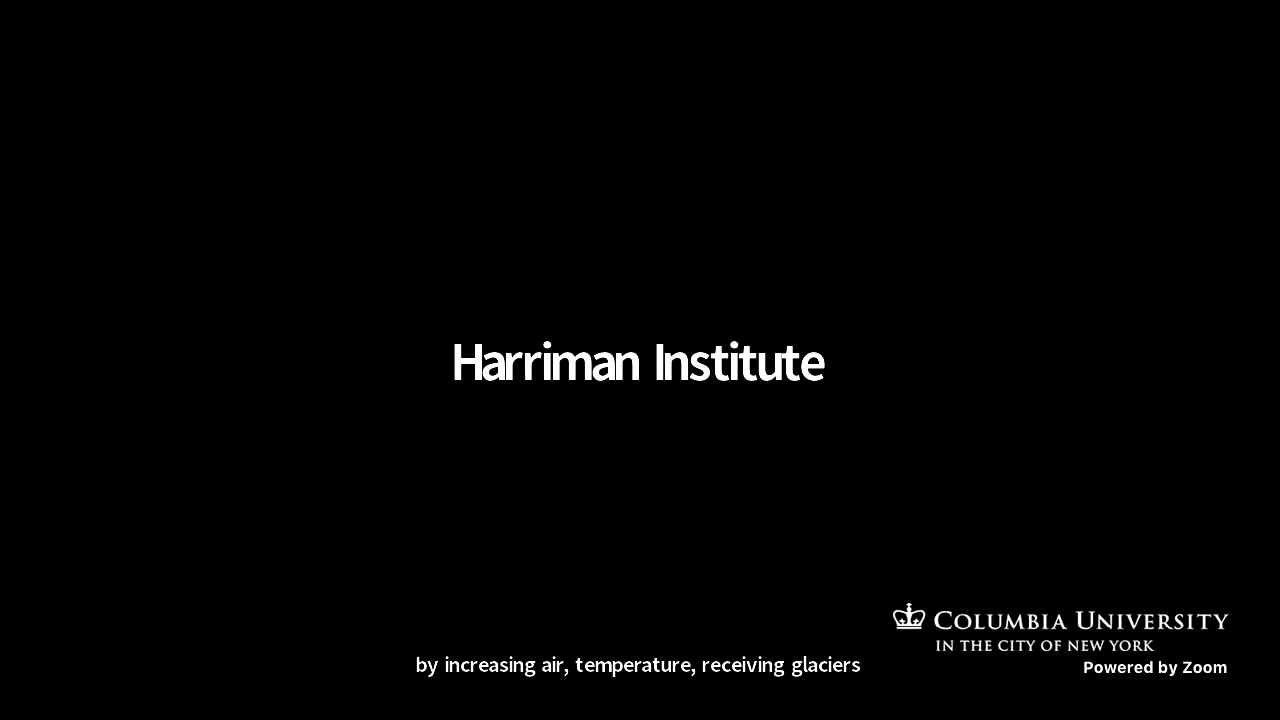 Harriman Institute
COLUMBIA UNIVERSITY
IN THE CITY OF NEW YORK
by increasing air, temperature, receiving glaciers
Powered by Zoom